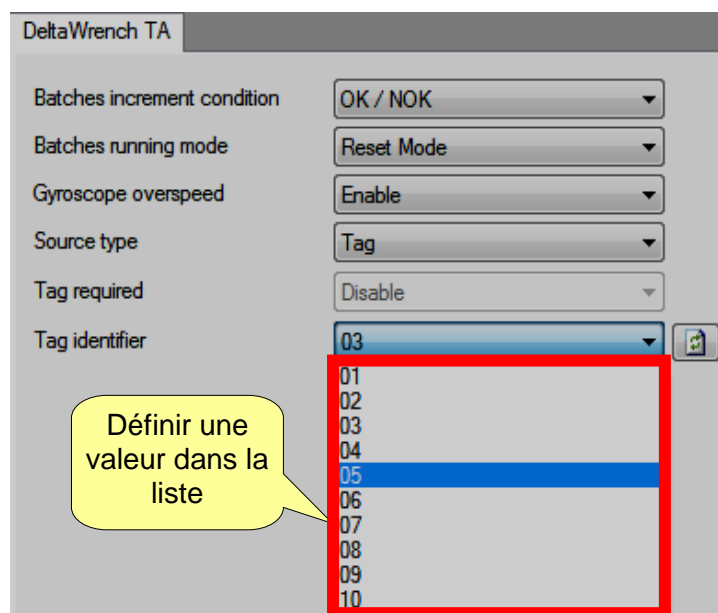 DeltaWrench TA
Batches increment condition OK / NOK
Batches running mode Reset Mode
Gyroscope overspeed Enable
Source type Tag
Tag required Disable
Tag identifier 03
01
02
03
04
05
06
07
08
09
10
Définir une
valeur dans la
liste